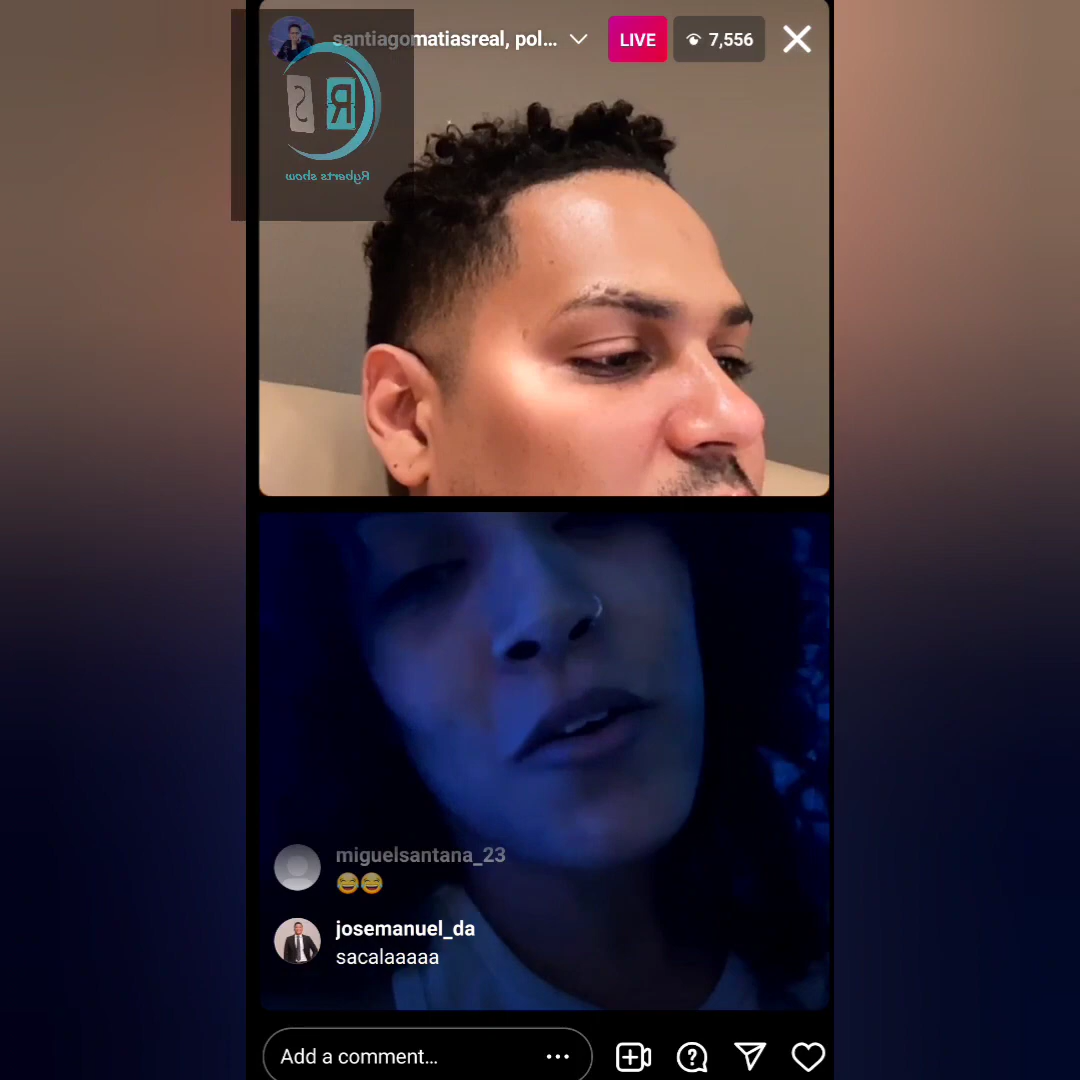 santiagomatiasreal, pol...
LIVE
7,556
S R
Ryberts show
miguelsantana_23
😂😂
josemanuel_da
sacalaaaaa
Add a comment...